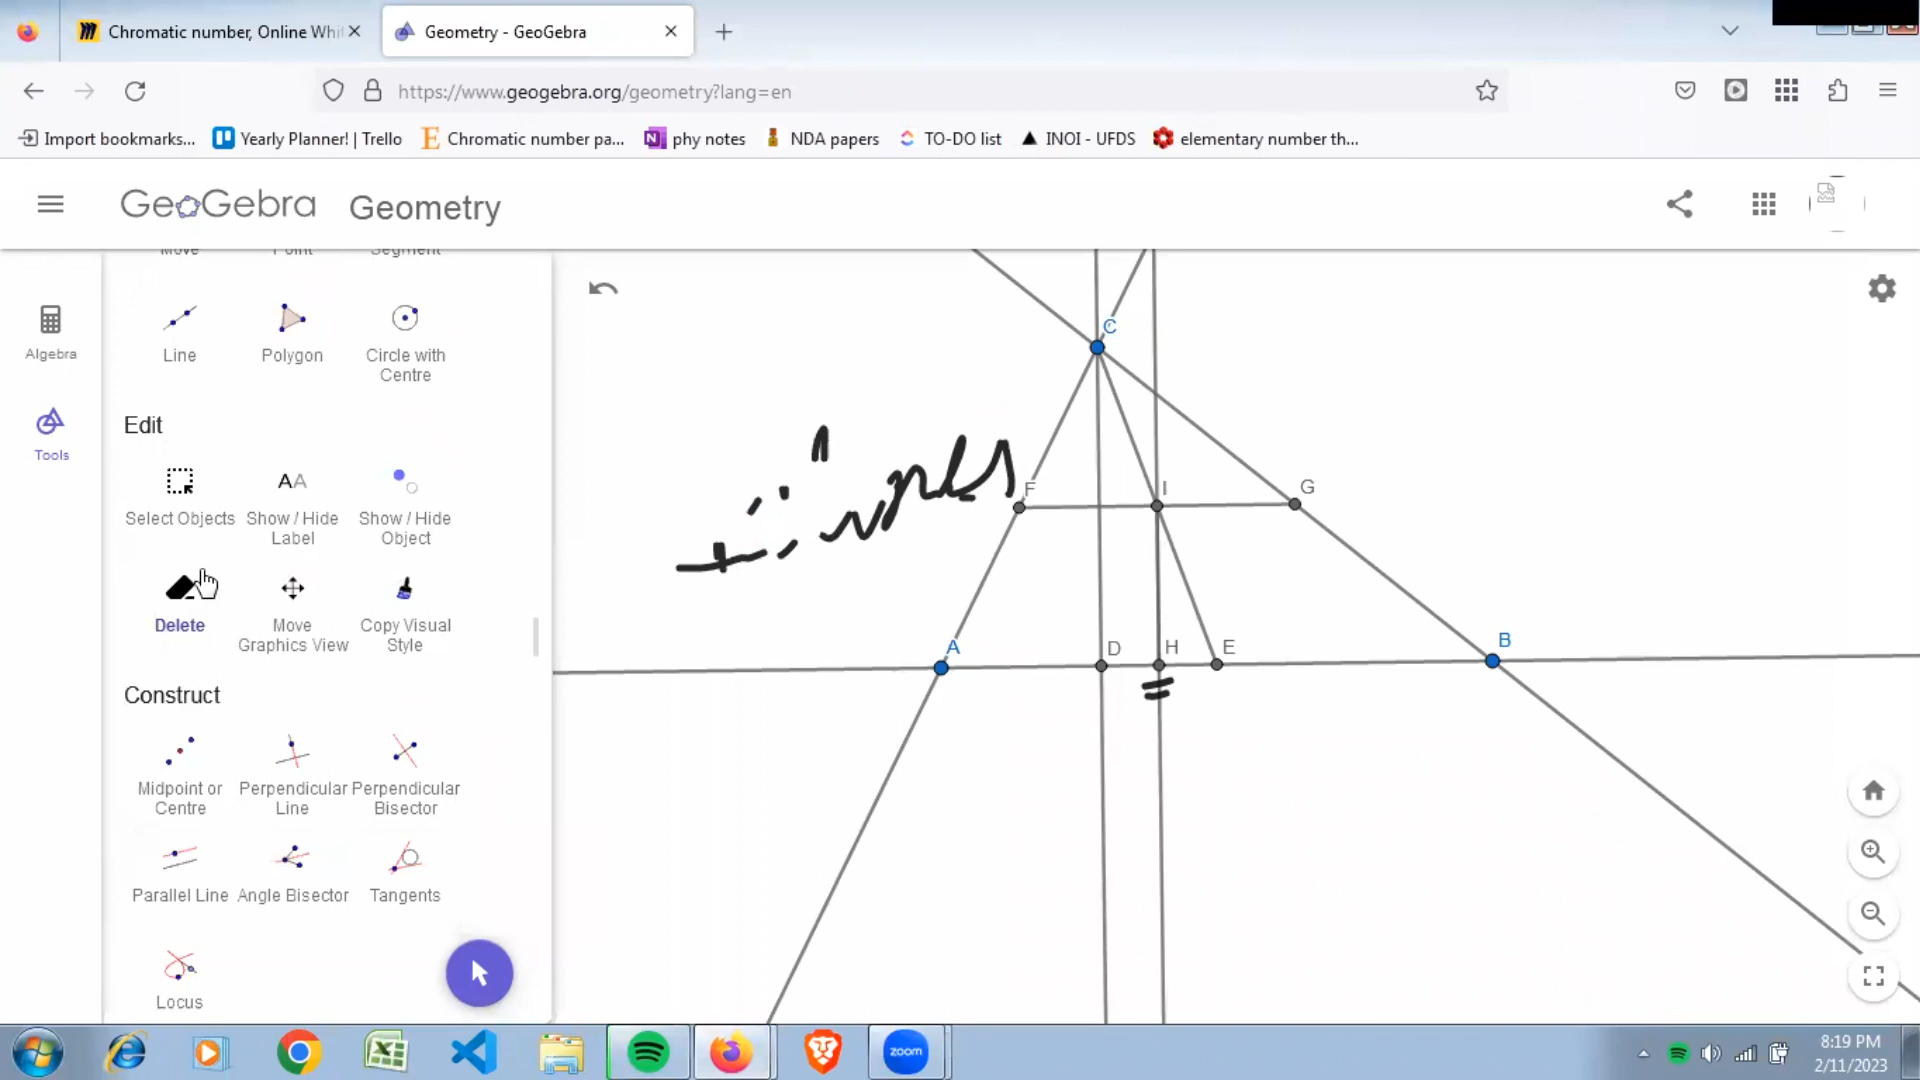 Chromatic number, Online Whi
Geometry - GeoGebra
https://www.geogebra.org/geometry?lang=en
Import bookmarks...
Yearly Planner! | Trello
Chromatic number pa...
phy notes
NDA papers
TO-DO list
INOI - UFDS
elementary number th...
GeoGebra
Geometry
Move
Point
Segment
Algebra
Tools
Line
Polygon
Circle with Centre
Edit
Select Objects
Show / Hide Label
Show / Hide Object
Delete
Move Graphics View
Copy Visual Style
Construct
Midpoint or Centre
Perpendicular Line
Perpendicular Bisector
Parallel Line
Angle Bisector
Tangents
Locus
C
F
I
G
A
D
H
E
B
zoom
8:19 PM
2/11/2023